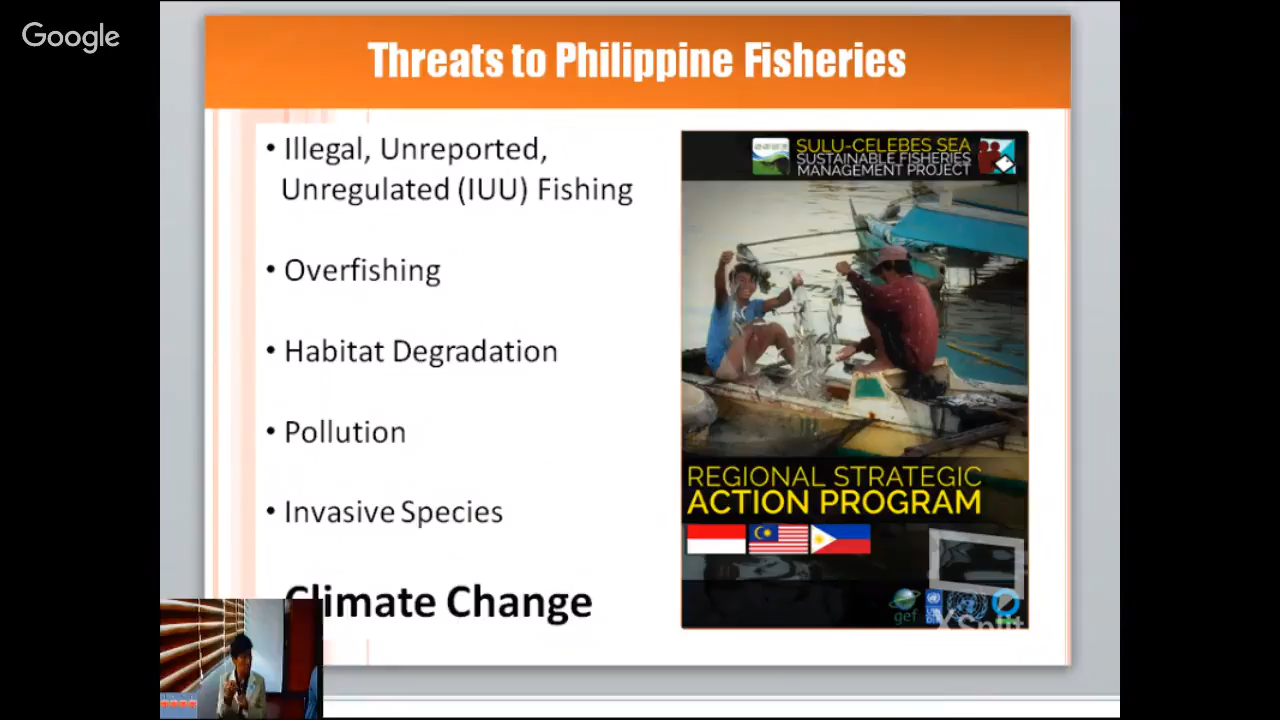 Google
Threats to Philippine Fisheries
• Illegal, Unreported,
Unregulated (IUU) Fishing
• Overfishing
• Habitat Degradation
• Pollution
• Invasive Species
Climate Change
SULU-CELEBES SEA
SUSTAINABLE FISHERIES
MANAGEMENT PROJECT
REGIONAL STRATEGIC
ACTION PROGRAM
gef
XSplit